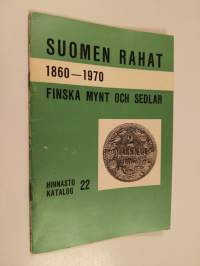 SUOMEN RAHAT
1860—1970
FINSKA MYNT OCH SEDLAR
HINNASTO
KATALOG 22